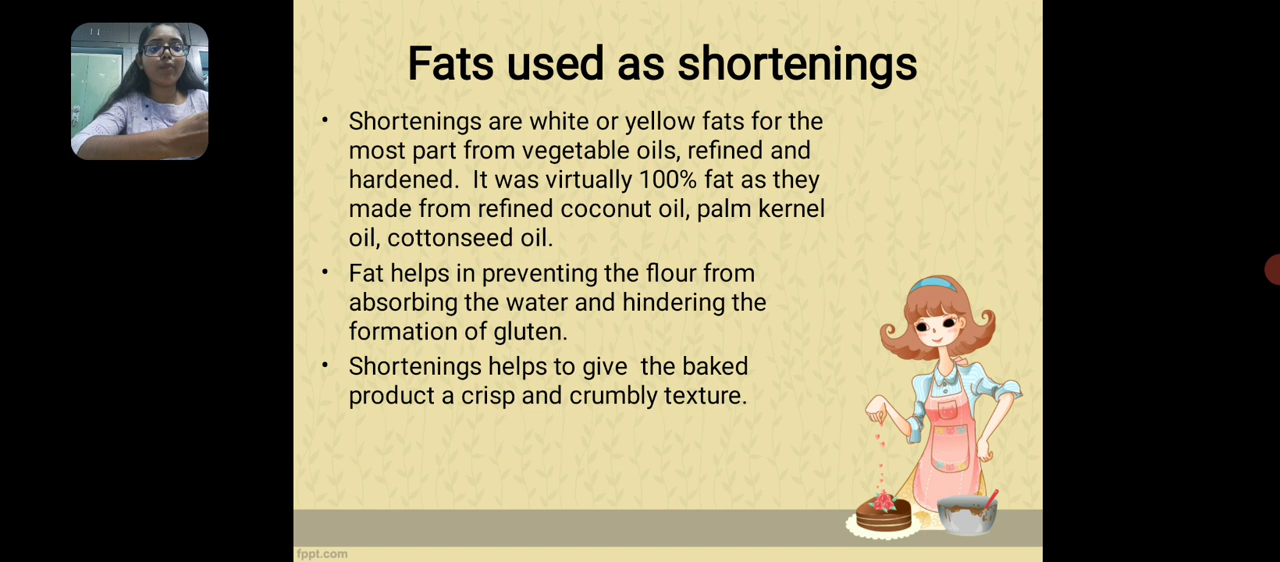 Fats used as shortenings
• Shortenings are white or yellow fats for the
most part from vegetable oils, refined and
hardened.  It was virtually 100% fat as they
made from refined coconut oil, palm kernel
oil, cottonseed oil.
• Fat helps in preventing the flour from
absorbing the water and hindering the
formation of gluten.
• Shortenings helps to give  the baked
product a crisp and crumbly texture.
fppt.com